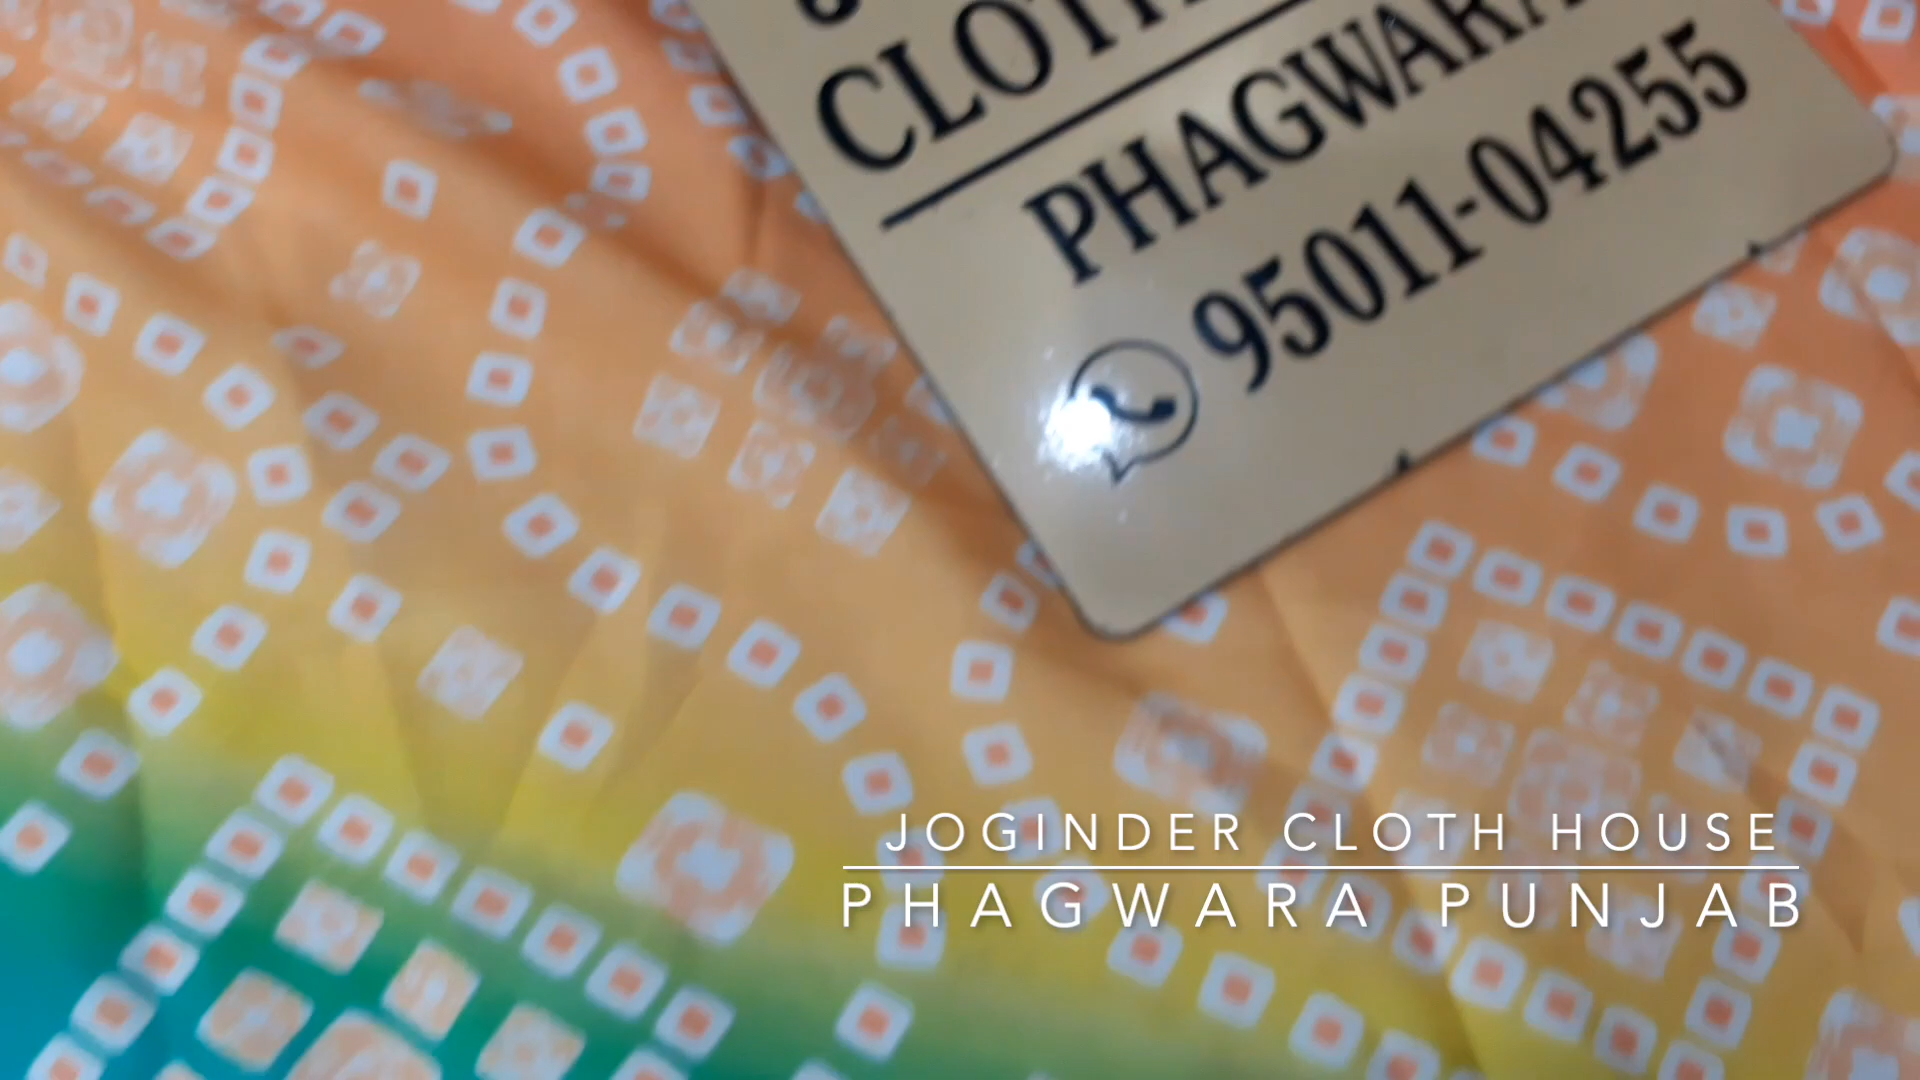 CLOTH
PHAGWARA
95011-04255
JOGINDER CLOTH HOUSE
PHAGWARA PUNJAB